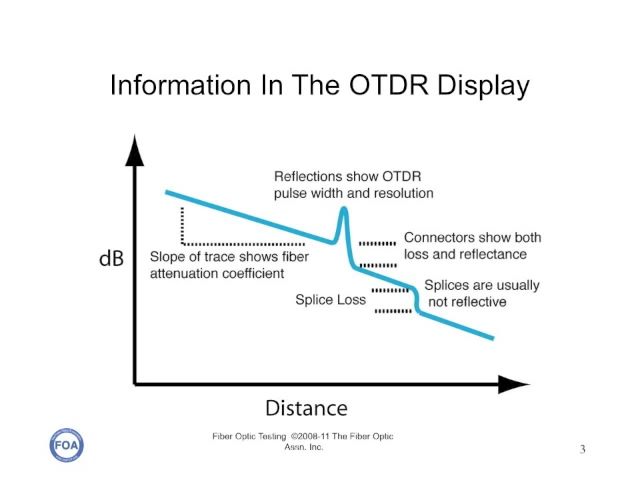 Information In The OTDR Display
Reflections show OTDR
pulse width and resolution
Connectors show both
loss and reflectance
dB
Slope of trace shows fiber
attenuation coefficient
Splice Loss
Splices are usually
not reflective
Distance
Fiber Optic Testing ©2008-11 The Fiber Optic
Assn. Inc.
FOA
3